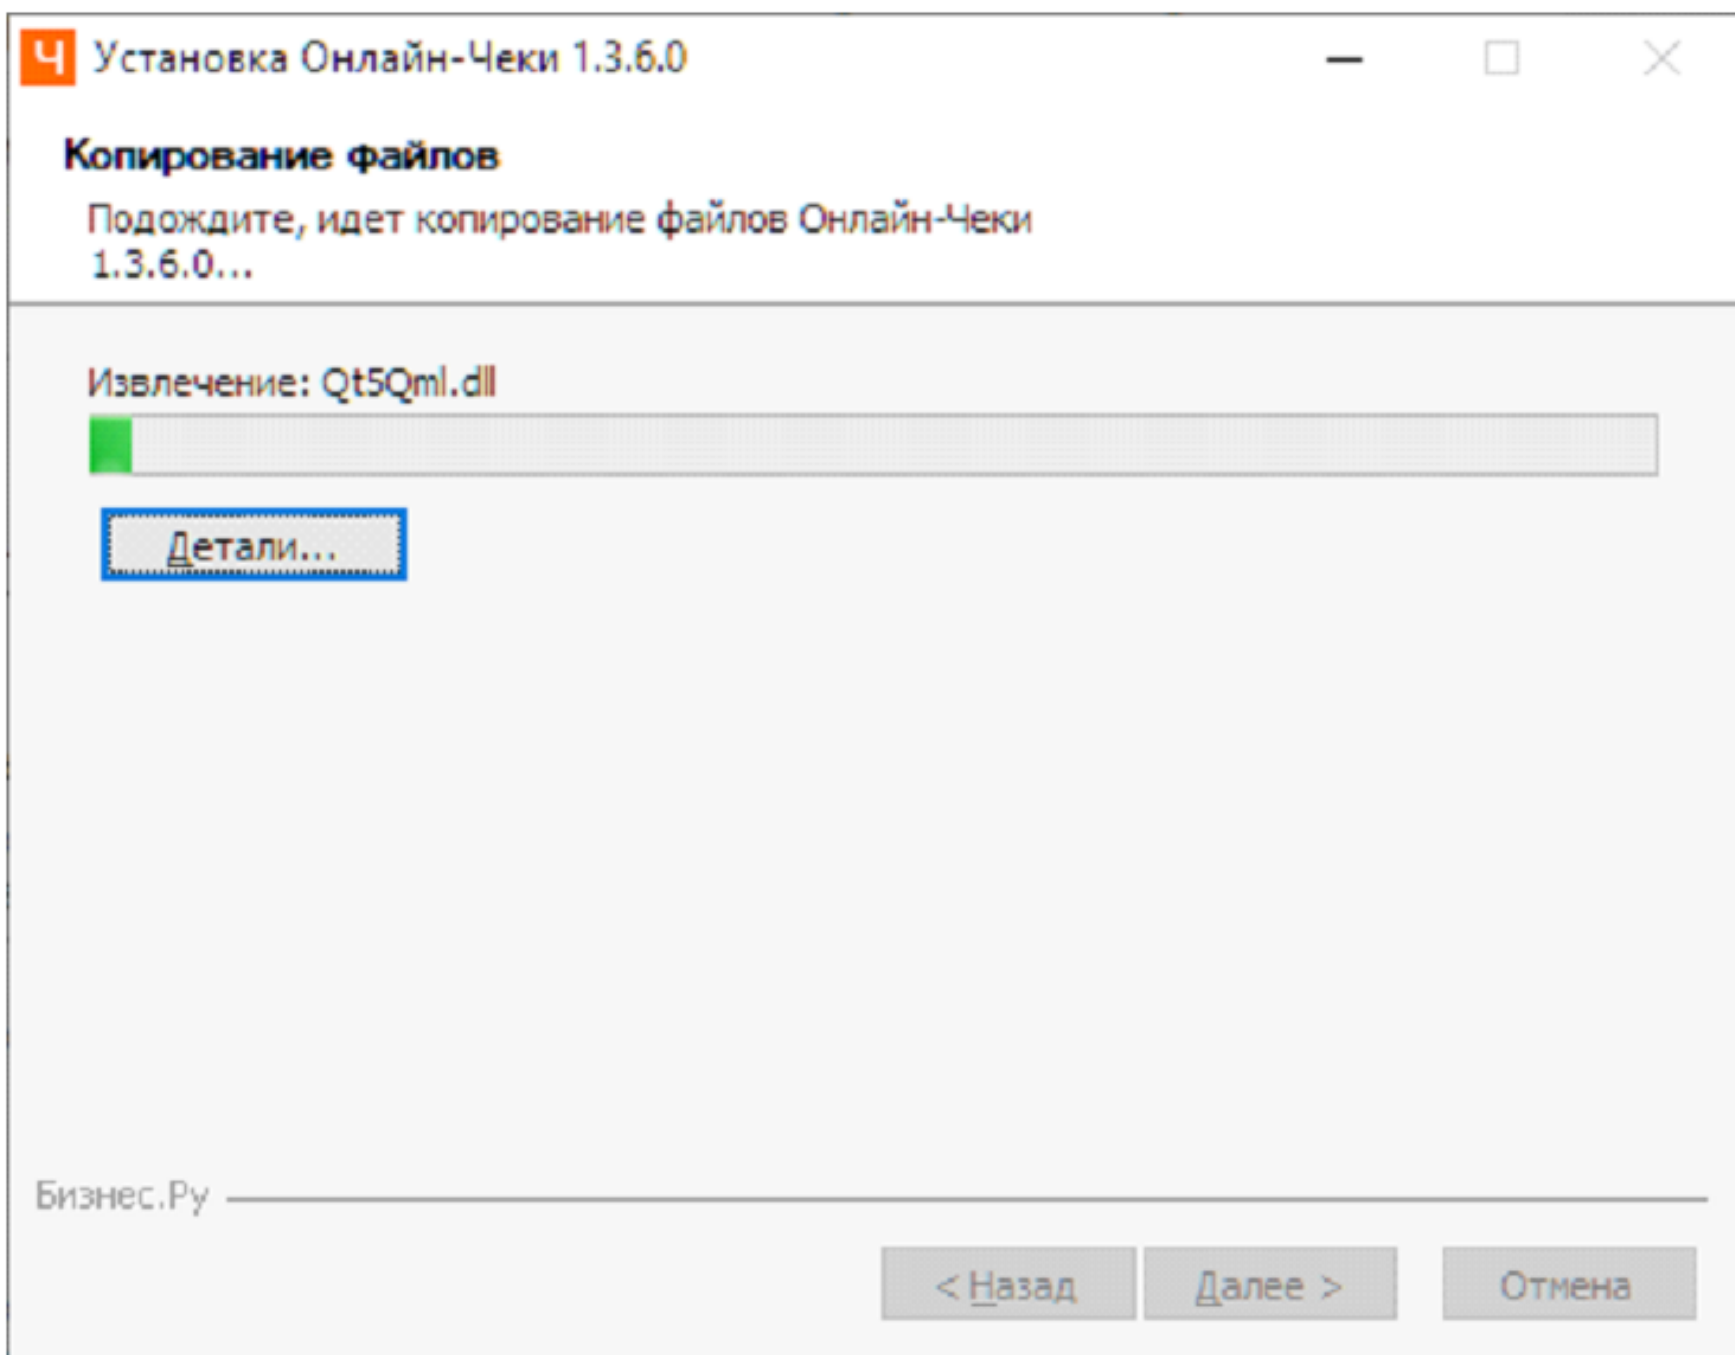 Ч Установка Онлайн-Чеки 1.3.6.0
Копирование файлов
Подождите, идет копирование файлов Онлайн-Чеки
1.3.6.0...
Извлечение: Qt5Qml.dll
Детали...
Бизнес.Ру
< Назад Далее > Отмена